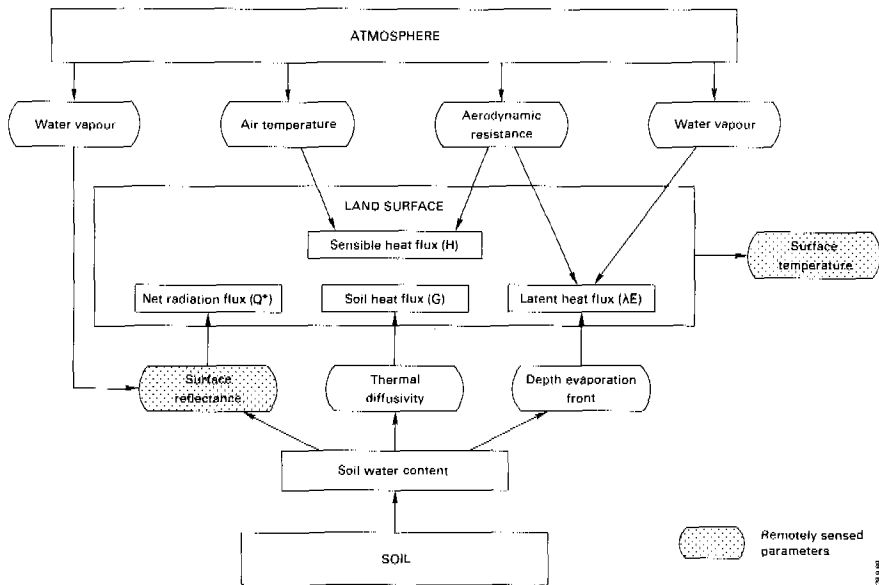 ATMOSPHERE
Water vapour
Air temperature
Aerodynamic
resistance
Water vapour
LAND SURFACE
Sensible heat flux (H)
Surface
temperature
Net radiation flux (Q*)
Soil heat flux (G)
Latent heat flux (λE)
Surface
reflectance
Thermal
diffusivity
Depth evaporation
front
Soil water content
SOIL
Remotely sensed
parameters